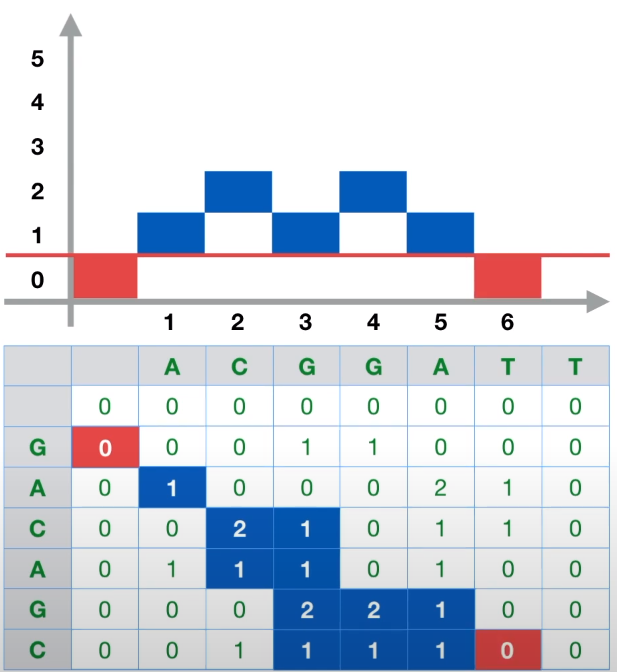 5
4
3
2
1
0
1 2 3 4 5 6
A C G G A T T
0 0 0 0 0 0 0 0
G 0 0 0 1 1 0 0 0
A 0 1 0 0 0 2 1 0
C 0 0 2 1 0 1 1 0
A 0 1 1 1 0 1 0 0
G 0 0 0 2 2 1 0 0
C 0 0 1 1 1 1 0 0